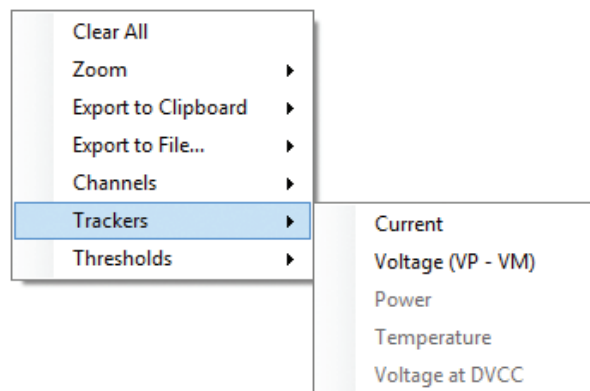 Clear All
Zoom
Export to Clipboard
Export to File...
Channels
Trackers
Thresholds
Current
Voltage (VP - VM)
Power
Temperature
Voltage at DVCC